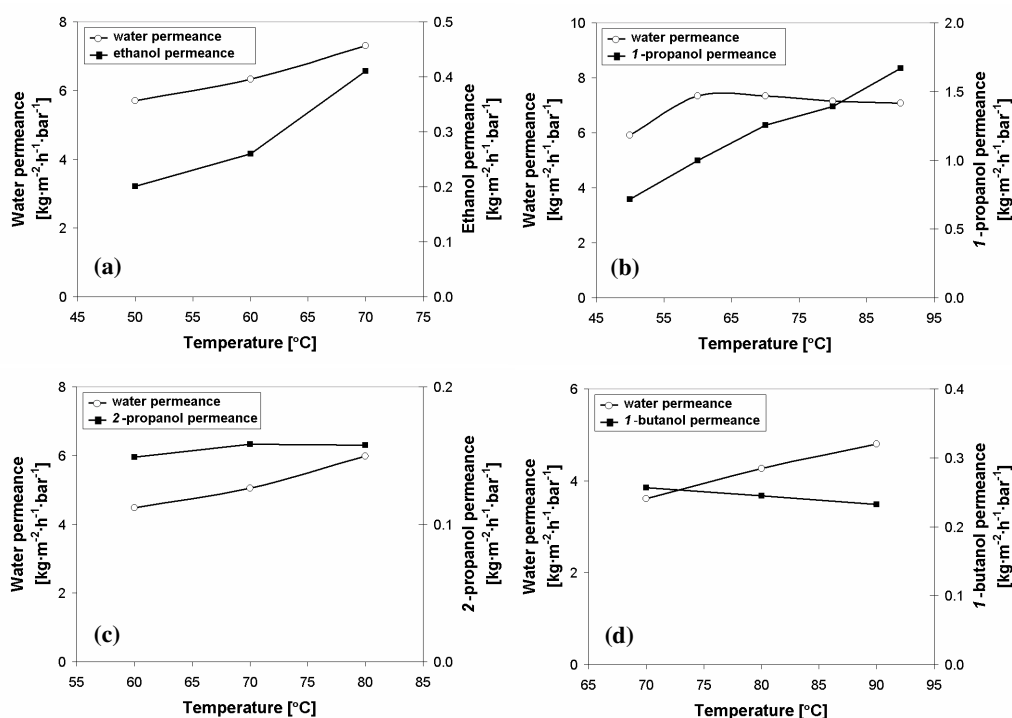 water permeance
ethanol permeance
8
6
4
2
0
0.5
0.4
0.3
0.2
0.1
0.0
45 50 55 60 65 70 75
Water permeance
[kg·m⁻²·h⁻¹·bar⁻¹]
Ethanol permeance
[kg·m⁻²·h⁻¹·bar⁻¹]
Temperature [°C]
(a)
water permeance
1-propanol permeance
10
8
6
4
2
0
2.0
1.5
1.0
0.5
0.0
45 55 65 75 85 95
Water permeance
[kg·m⁻²·h⁻¹·bar⁻¹]
1-propanol permeance
[kg·m⁻²·h⁻¹·bar⁻¹]
Temperature [°C]
(b)
water permeance
2-propanol permeance
8
6
4
2
0
0.2
0.1
0.0
55 60 65 70 75 80 85
Water permeance
[kg·m⁻²·h⁻¹·bar⁻¹]
2-propanol permeance
[kg·m⁻²·h⁻¹·bar⁻¹]
Temperature [°C]
(c)
water permeance
1-butanol permeance
6
4
2
0
0.4
0.3
0.2
0.1
0.0
65 70 75 80 85 90 95
Water permeance
[kg·m⁻²·h⁻¹·bar⁻¹]
1-butanol permeance
[kg·m⁻²·h⁻¹·bar⁻¹]
Temperature [°C]
(d)